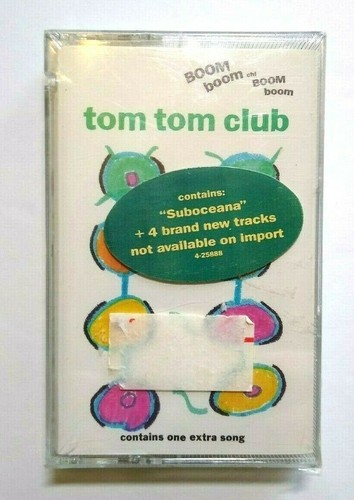 BOOM
boom chi BOOM
boom
tom tom club
contains:
"Suboceana"
+ 4 brand new tracks
not available on import
4-25888
contains one extra song